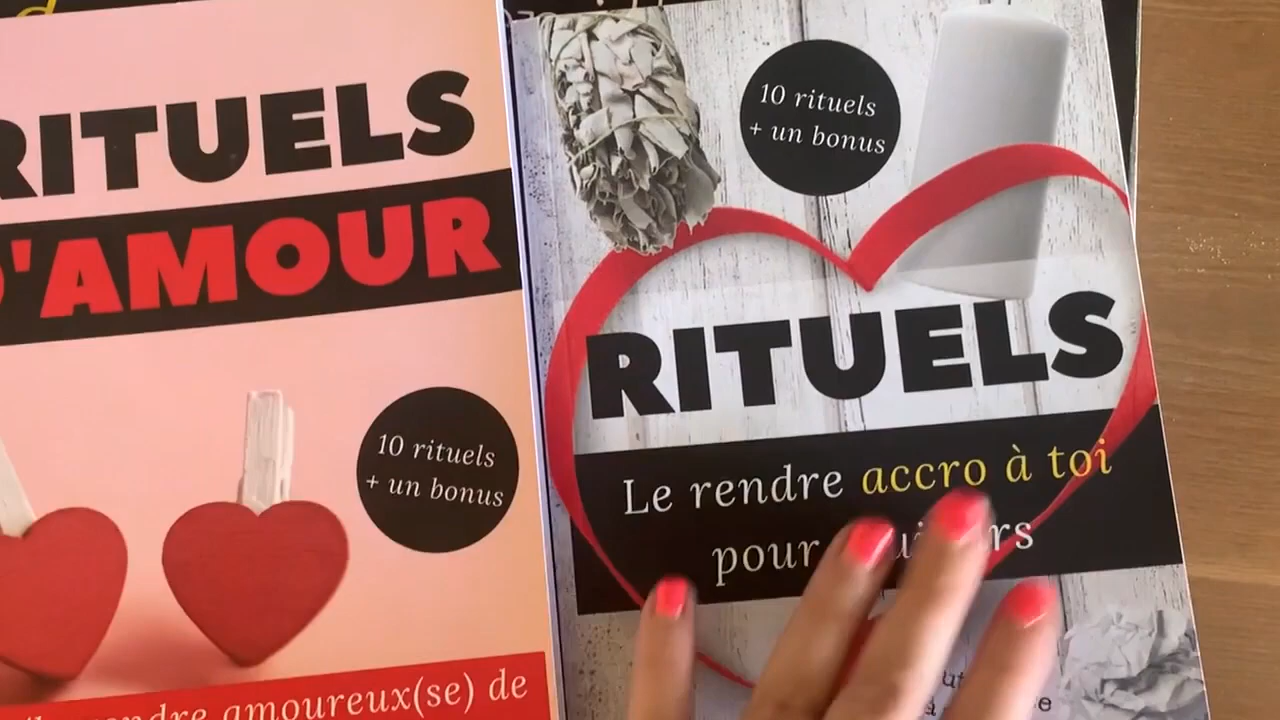 RITUELS
D'AMOUR
10 rituels
+ un bonus
rendre amoureux(se) de
10 rituels
+ un bonus
RITUELS
Le rendre accro à toi
pour